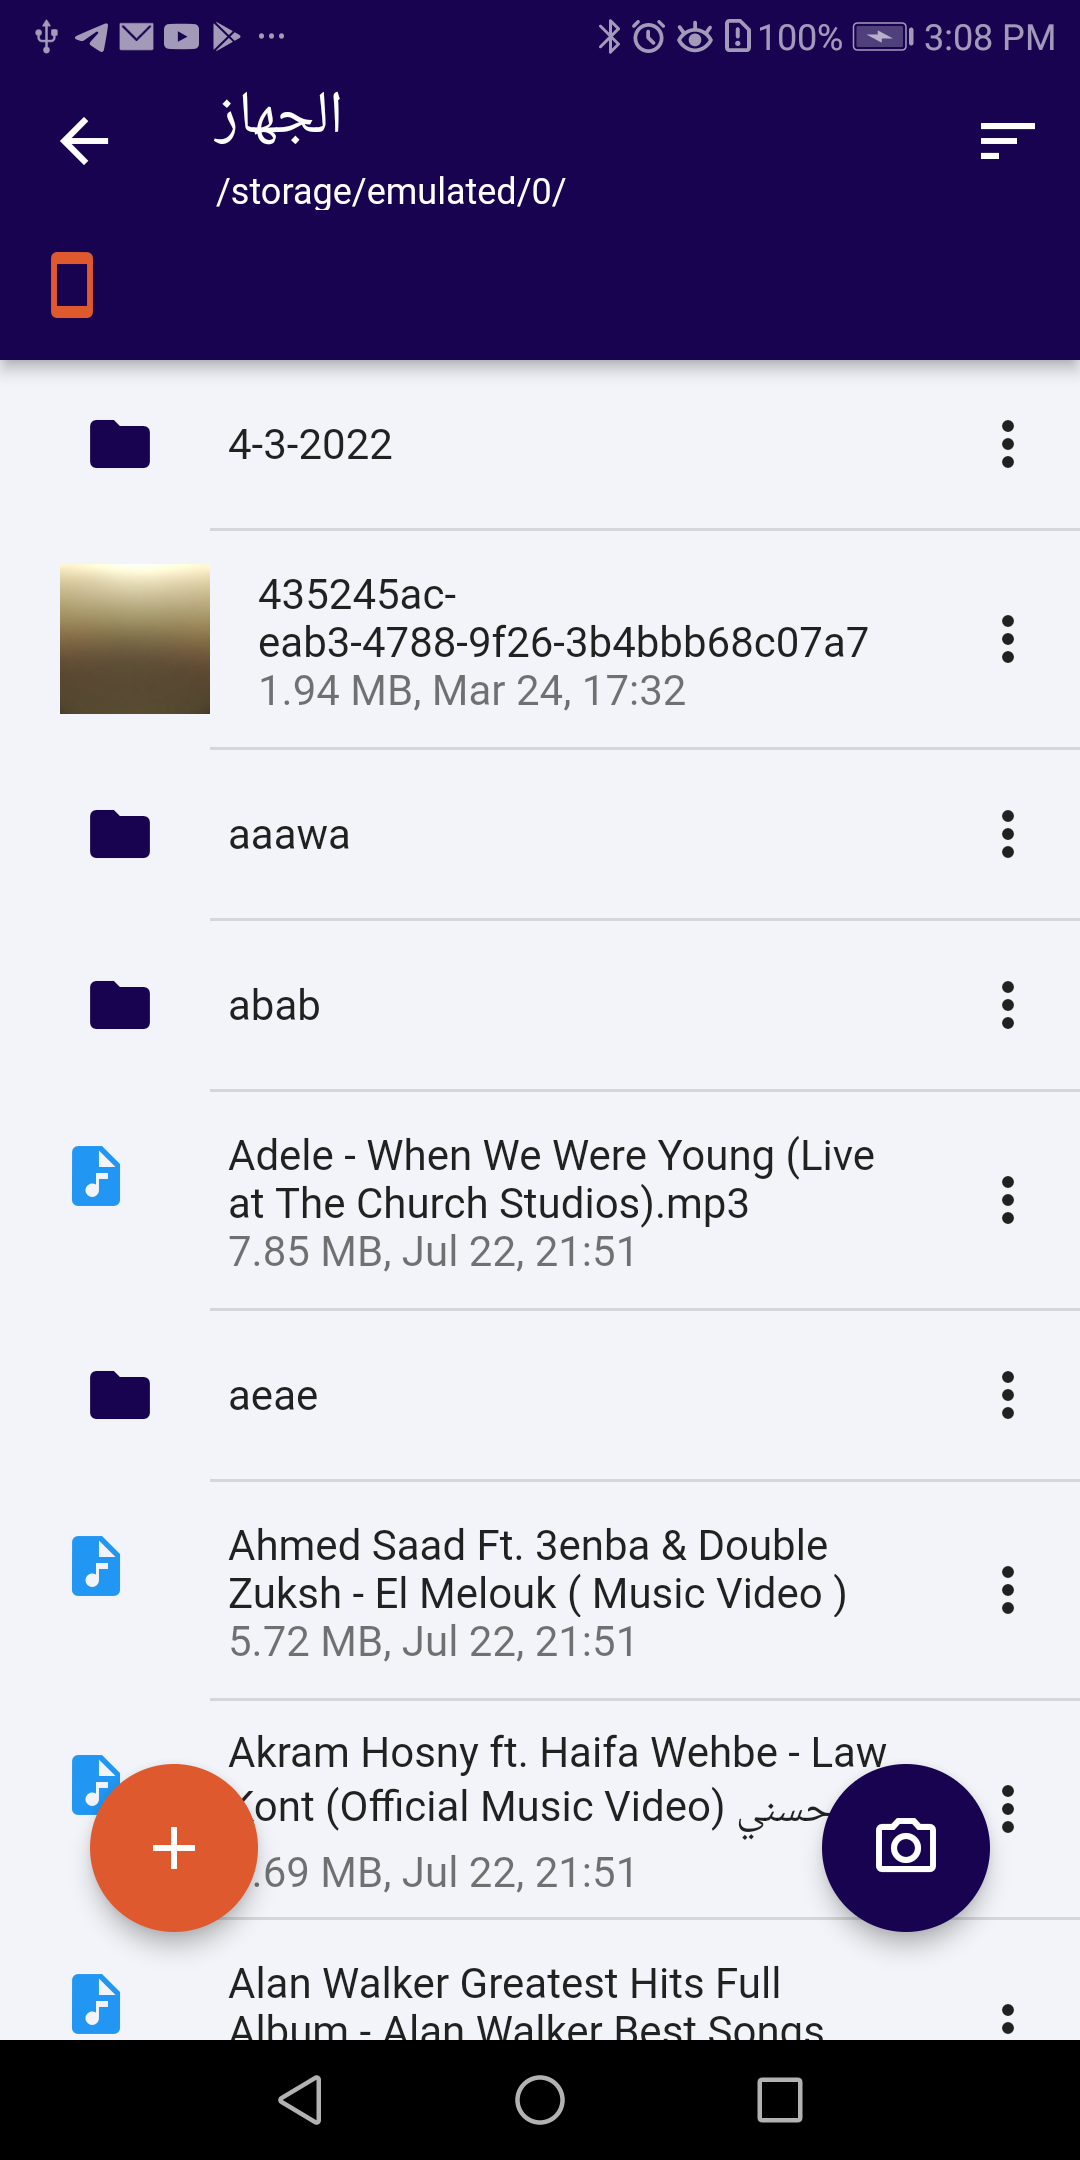 100% 3:08 PM
الجهاز
/storage/emulated/0/
4-3-2022
435245ac-
eab3-4788-9f26-3b4bbb68c07a7
1.94 MB, Mar 24, 17:32
aaawa
abab
Adele - When We Were Young (Live
at The Church Studios).mp3
7.85 MB, Jul 22, 21:51
aeae
Ahmed Saad Ft. 3enba & Double
Zuksh - El Melouk ( Music Video )
5.72 MB, Jul 22, 21:51
Akram Hosny ft. Haifa Wehbe - Law
Kont (Official Music Video) حسني
.69 MB, Jul 22, 21:51
Alan Walker Greatest Hits Full
Album - Alan Walker Best Songs